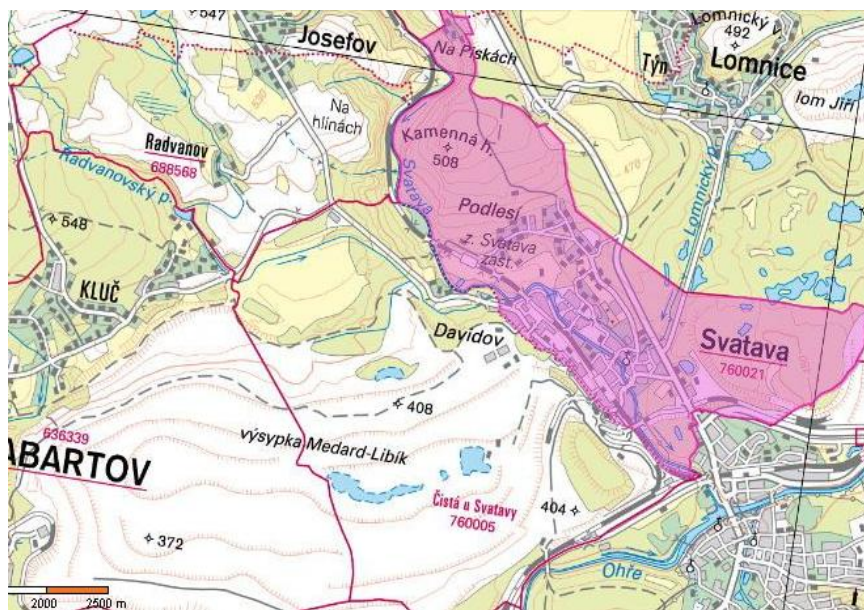 547
Josefov
Na Pískách
Lomnický v.
492
Týn
Lomnice
lom Jiří
Na
hlínách
Radvanov
688568
Kamenná h.
508
Radvanovský p.
Svatava
Podlesí
z. Svatava
zast.
Lomnický p.
548
KLUČ
Davidov
Svatava
760021
408
636339
ABARTOV
výsypka Medard-Libík
Čistá u Svatavy
760005
404
372
Ohře
2000 2500 m